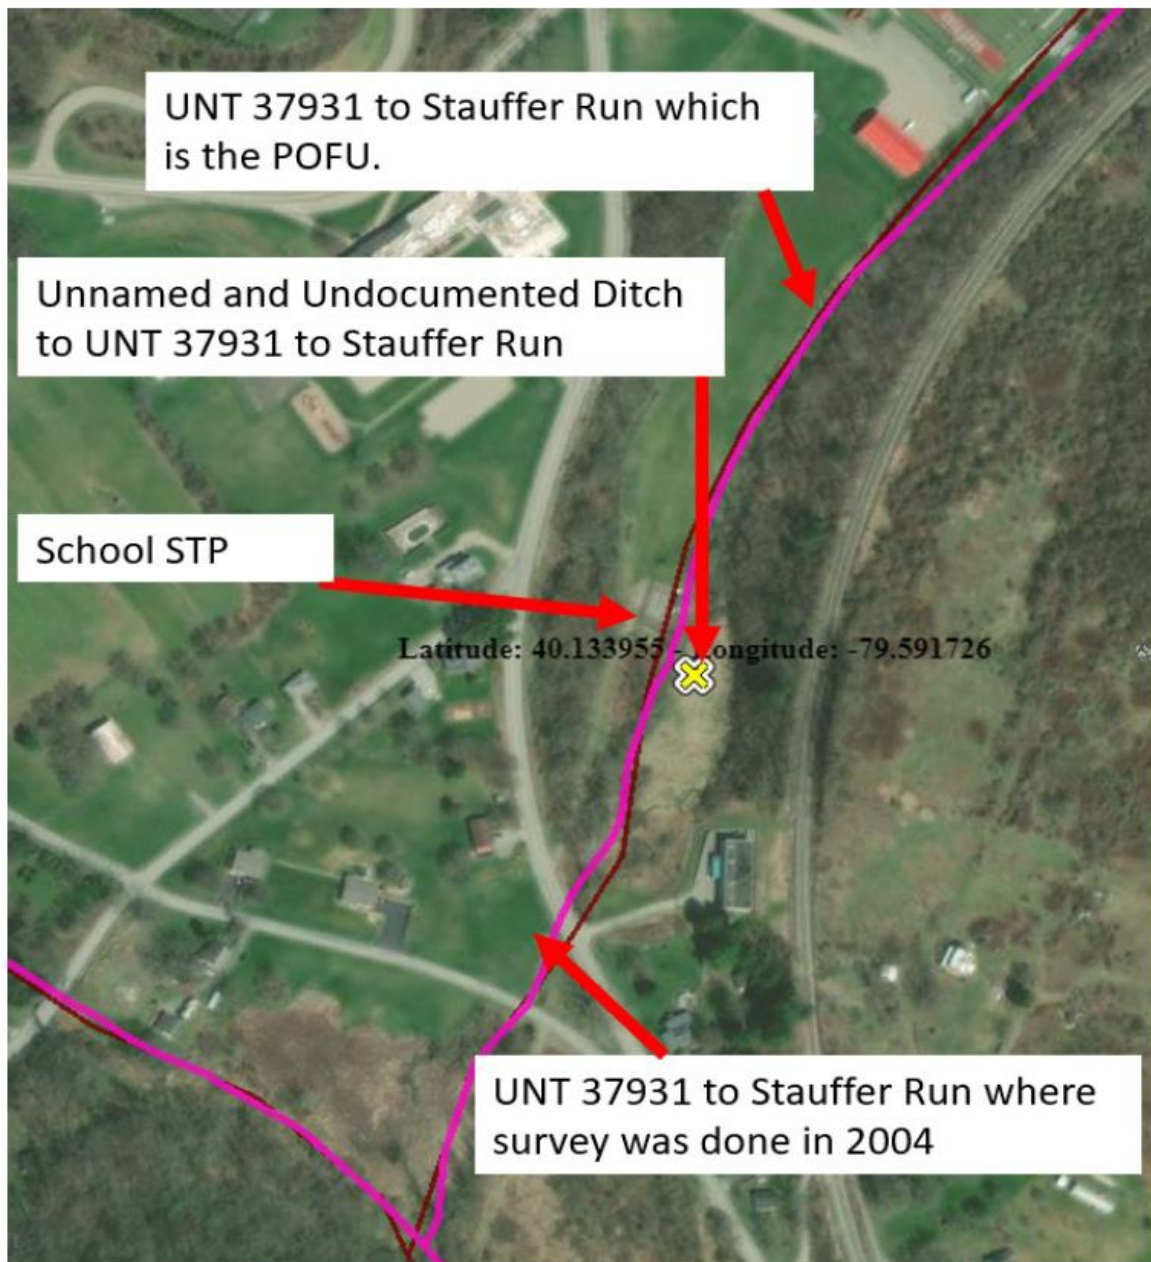 UNT 37931 to Stauffer Run which
is the POFU.
Unnamed and Undocumented Ditch
to UNT 37931 to Stauffer Run
School STP
Latitude: 40.133955 - Longitude: -79.591726
UNT 37931 to Stauffer Run where
survey was done in 2004